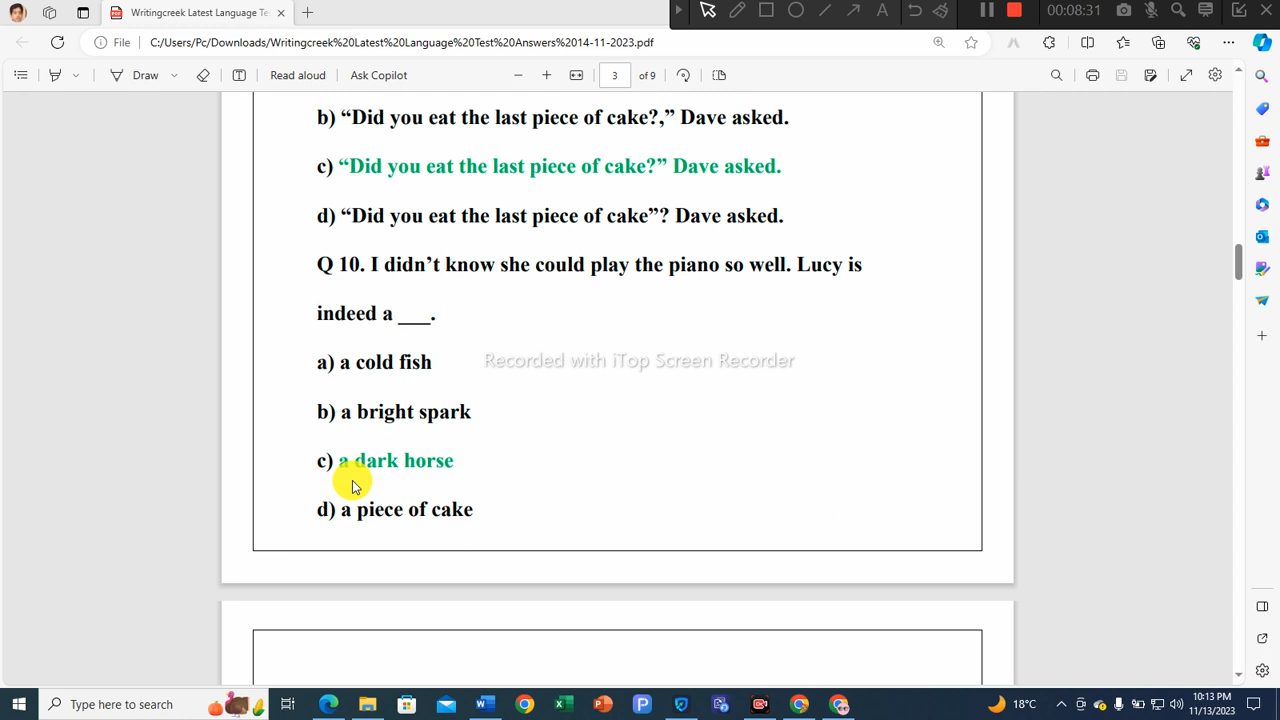 Writingcreek Latest Language Te
File
C:/Users/Pc/Downloads/Writingcreek%20Latest%20Language%20Test%20Answers%2014-11-2023.pdf
00:08:31
Draw
Read aloud
Ask Copilot
3 of 9
b) “Did you eat the last piece of cake?,” Dave asked.
c) “Did you eat the last piece of cake?” Dave asked.
d) “Did you eat the last piece of cake”? Dave asked.
Q 10. I didn’t know she could play the piano so well. Lucy is
indeed a ___.
a) a cold fish
Recorded with iTop Screen Recorder
b) a bright spark
c) a dark horse
d) a piece of cake
Type here to search
18°C
10:13 PM
11/13/2023